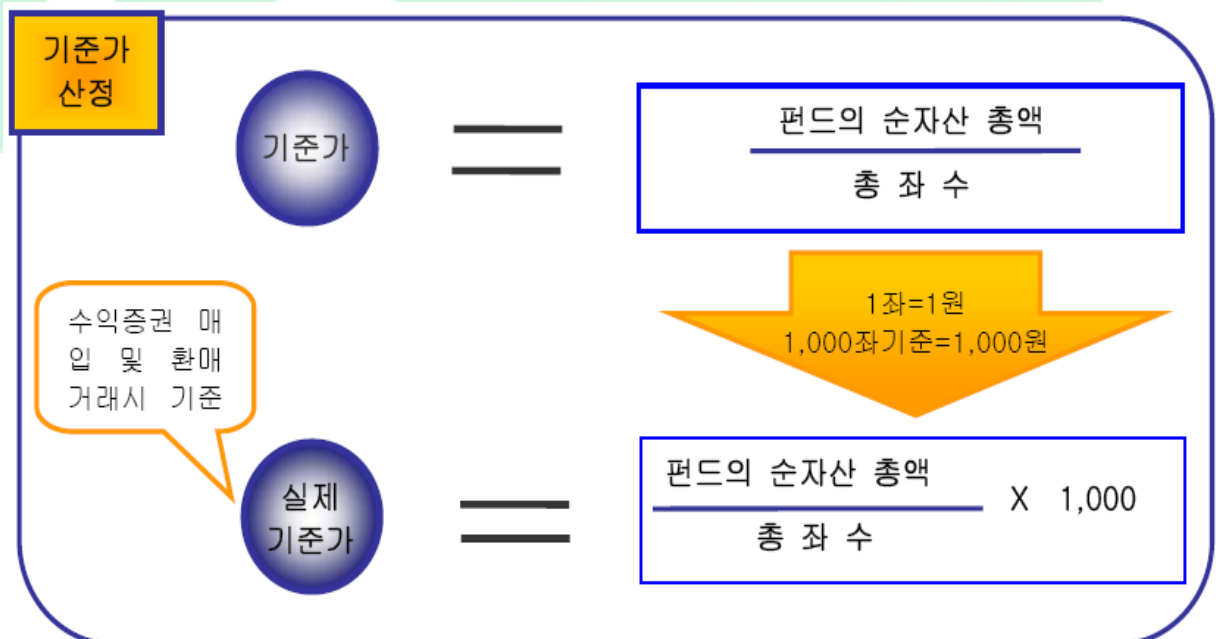 기준가
산정
기준가
펀드의 순자산 총액
총 좌 수
1좌=1원
1,000좌기준=1,000원
수익증권 매
입 및 환매
거래시 기준
실제
기준가
펀드의 순자산 총액
총 좌 수
X 1,000